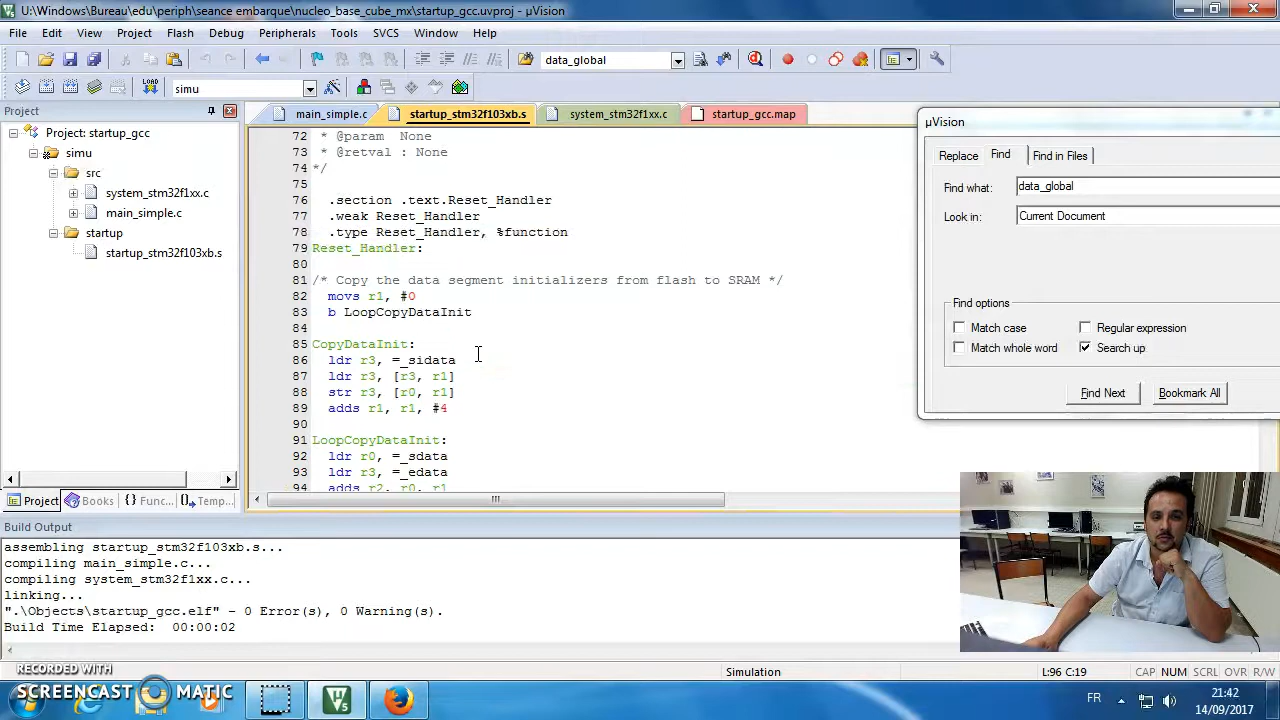 U:\Windows\Bureau\edu\periph\seance embarque\nucleo_base_cube_mx\startup_gcc.uvproj - µVision
File Edit View Project Flash Debug Peripherals Tools SVCS Window Help
data_global
LOAD simu
Project
Project: startup_gcc
simu
src
system_stm32f1xx.c
main_simple.c
startup
startup_stm32f103xb.s
Project Books Func... Temp...
main_simple.c startup_stm32f103xb.s system_stm32f1xx.c startup_gcc.map
72 * @param None
73 * @retval : None
74 */
75
76 .section .text.Reset_Handler
77 .weak Reset_Handler
78 .type Reset_Handler, %function
79 Reset_Handler:
80
81 /* Copy the data segment initializers from flash to SRAM */
82 movs r1, #0
83 b LoopCopyDataInit
84
85 CopyDataInit:
86 ldr r3, =_sidata
87 ldr r3, [r3, r1]
88 str r3, [r0, r1]
89 adds r1, r1, #4
90
91 LoopCopyDataInit:
92 ldr r0, =_sdata
93 ldr r3, =_edata
94 adds r2, r0, r1
µVision
Replace Find Find in Files
Find what: data_global
Look in: Current Document
Find options
Match case Regular expression
Match whole word Search up
Find Next Bookmark All
Build Output
assembling startup_stm32f103xb.s...
compiling main_simple.c...
compiling system_stm32f1xx.c...
linking...
".\Objects\startup_gcc.elf" - 0 Error(s), 0 Warning(s).
Build Time Elapsed: 00:00:02
Simulation L:96 C:19 CAP NUM SCRL OVR R/W
RECORDED WITH
SCREENCAST MATIC
FR 21:42
14/09/2017